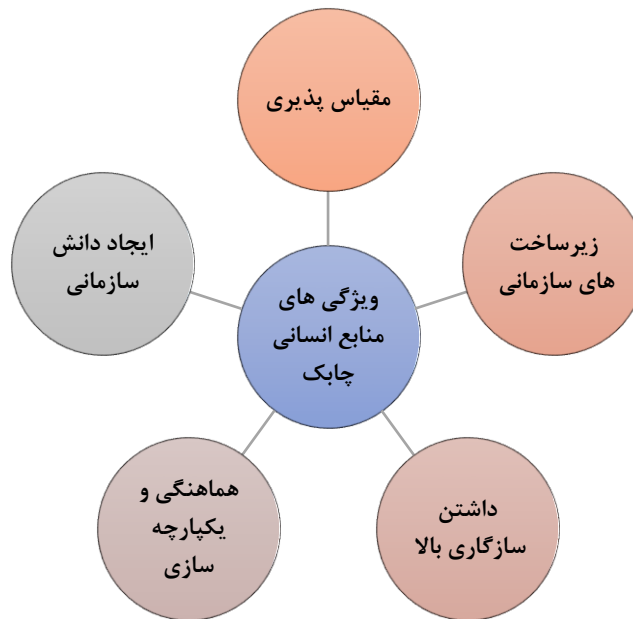 مقیاس پذیری
زیرساخت
های سازمانی
داشتن
سازگاری بالا
هماهنگی و
یکپارچه
سازی
ایجاد دانش
سازمانی
ویژگی های
منابع انسانی
چابک